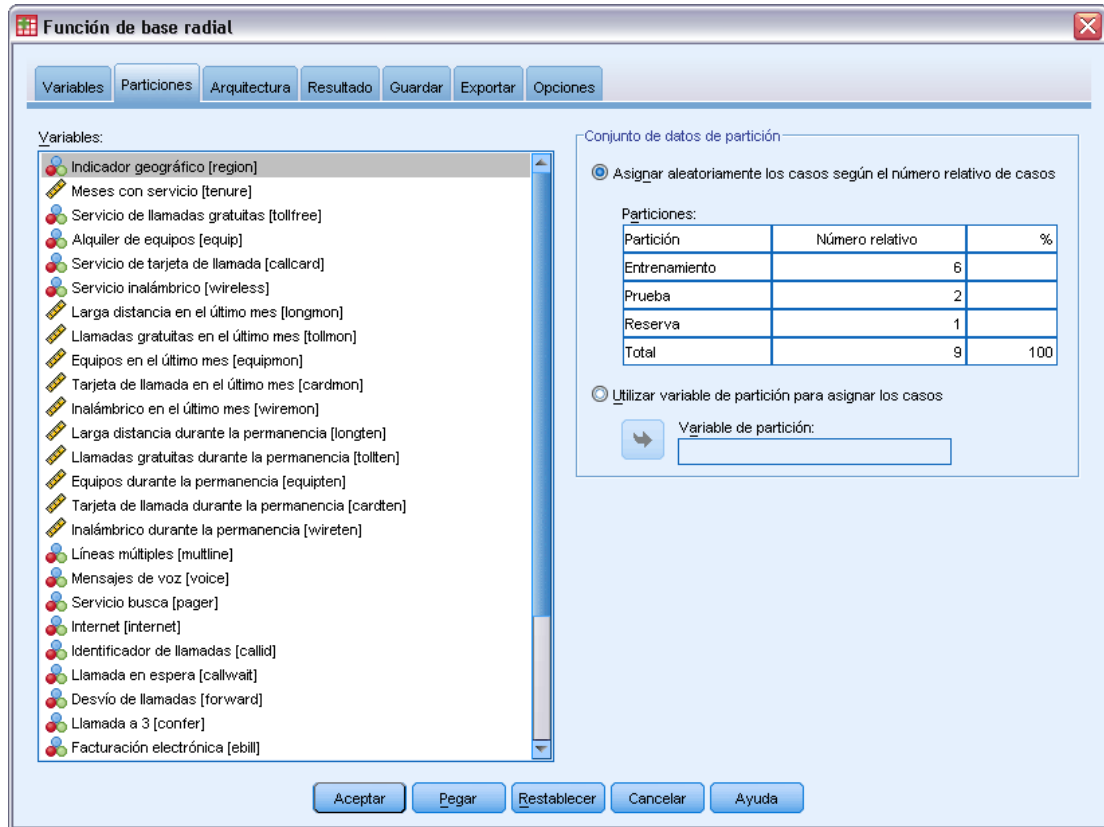 Función de base radial
Variables Particiones Arquitectura Resultado Guardar Exportar Opciones
Variables:
Indicador geográfico [region]
Meses con servicio [tenure]
Servicio de llamadas gratuitas [tollfree]
Alquiler de equipos [equip]
Servicio de tarjeta de llamada [callcard]
Servicio inalámbrico [wireless]
Larga distancia en el último mes [longmon]
Llamadas gratuitas en el último mes [tollmon]
Equipos en el último mes [equipmon]
Tarjeta de llamada en el último mes [cardmon]
Inalámbrico en el último mes [wiremon]
Larga distancia durante la permanencia [longten]
Llamadas gratuitas durante la permanencia [tollten]
Equipos durante la permanencia [equipten]
Tarjeta de llamada durante la permanencia [cardten]
Inalámbrico durante la permanencia [wireten]
Líneas múltiples [multline]
Mensajes de voz [voice]
Servicio busca [pager]
Internet [internet]
Identificador de llamadas [callid]
Llamada en espera [callwait]
Desvío de llamadas [forward]
Llamada a 3 [confer]
Facturación electrónica [ebill]
Conjunto de datos de partición
Asignar aleatoriamente los casos según el número relativo de casos
Particiones:
Partición Número relativo %
Entrenamiento 6
Prueba 2
Reserva 1
Total 9 100
Utilizar variable de partición para asignar los casos
Variable de partición:
Aceptar Pegar Restablecer Cancelar Ayuda